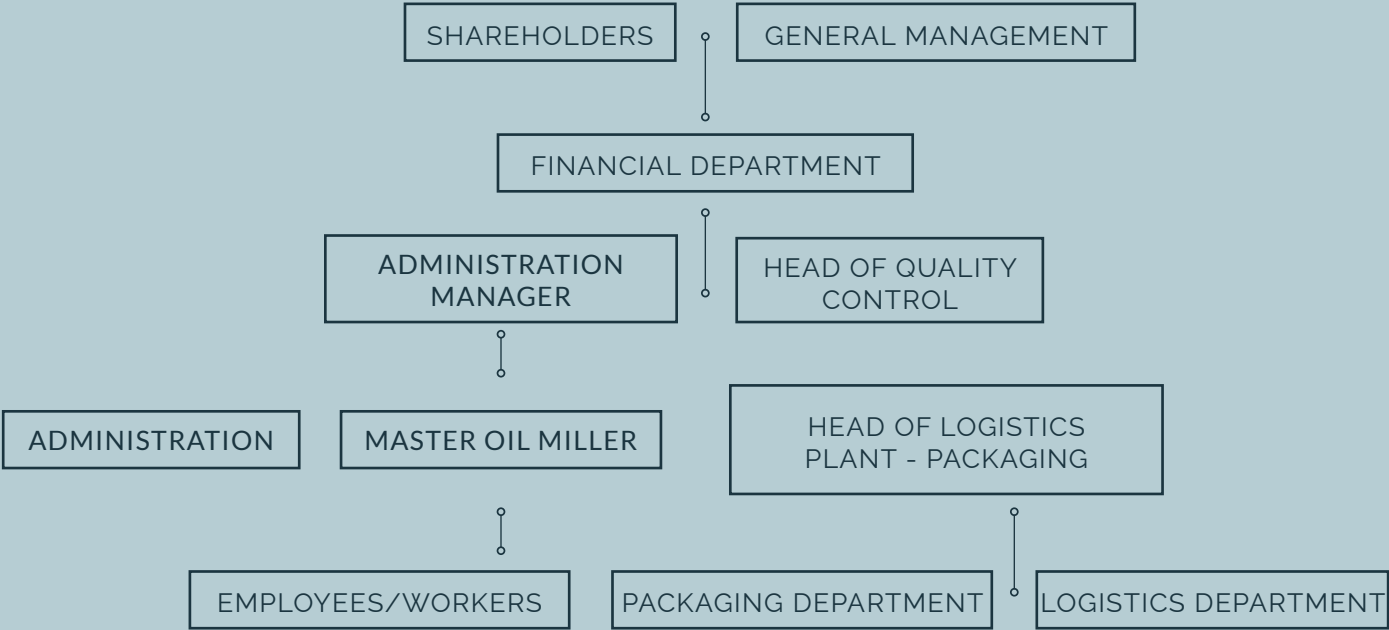 SHAREHOLDERS
GENERAL MANAGEMENT
FINANCIAL DEPARTMENT
ADMINISTRATION
MANAGER
HEAD OF QUALITY
CONTROL
ADMINISTRATION
MASTER OIL MILLER
HEAD OF LOGISTICS
PLANT - PACKAGING
EMPLOYEES/WORKERS
PACKAGING DEPARTMENT
LOGISTICS DEPARTMENT